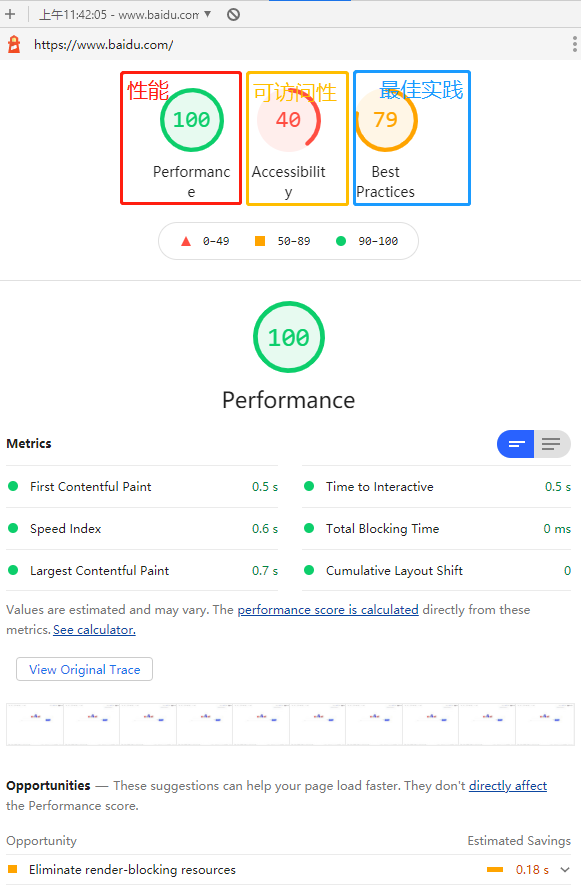 上午11:42:05 - www.baidu.com
https://www.baidu.com/
性能 可访问性 最佳实践
100 40 79
Performanc
e
Accessibilit
y
Best
Practices
0–49 50–89 90–100
100
Performance
Metrics
First Contentful Paint 0.5 s
Time to Interactive 0.5 s
Speed Index 0.6 s
Total Blocking Time 0 ms
Largest Contentful Paint 0.7 s
Cumulative Layout Shift 0
Values are estimated and may vary. The performance score is calculated directly from these
metrics. See calculator.
View Original Trace
Opportunities — These suggestions can help your page load faster. They don't directly affect
the Performance score.
Opportunity Estimated Savings
Eliminate render-blocking resources 0.18 s